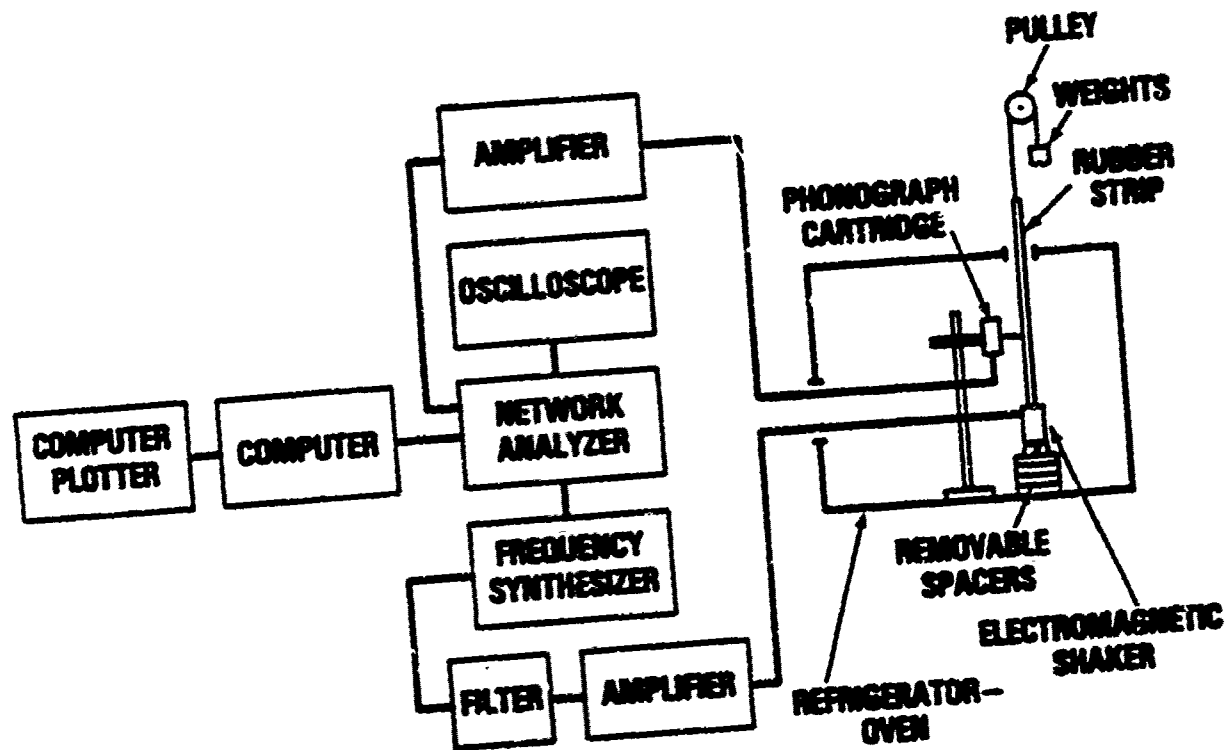 PULLEY
WEIGHTS
RUBBER
STRIP
PHONOGRAPH
CARTRIDGE
AMPLIFIER
OSCILLOSCOPE
NETWORK
ANALYZER
COMPUTER
PLOTTER
COMPUTER
FREQUENCY
SYNTHESIZER
FILTER
AMPLIFIER
REMOVABLE
SPACERS
ELECTROMAGNETIC
SHAKER
REFRIGERATOR-
OVEN